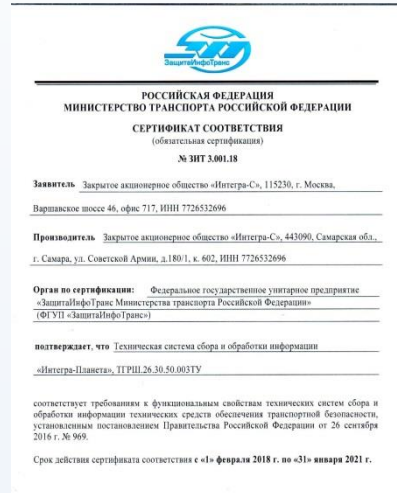 ЗащитаИнфоТранс
РОССИЙСКАЯ ФЕДЕРАЦИЯ
МИНИСТЕРСТВО ТРАНСПОРТА РОССИЙСКОЙ ФЕДЕРАЦИИ
СЕРТИФИКАТ СООТВЕТСТВИЯ
(обязательная сертификация)
№ ЗИТ 3.001.18
Заявитель Закрытое акционерное общество «Интегра-С», 115230, г. Москва,
Варшавское шоссе 46, офис 717, ИНН 7726532696
Производитель Закрытое акционерное общество «Интегра-С», 443090, Самарская обл.,
г. Самара, ул. Советской Армии, д.180/1, к. 602, ИНН 7726532696
Орган по сертификации: Федеральное государственное унитарное предприятие
«ЗащитаИнфоТранс Министерства транспорта Российской Федерации»
(ФГУП «ЗащитаИнфоТранс»)
подтверждает, что Техническая система сбора и обработки информации
«Интегра-Планета», ТГРШ.26.30.50.003ТУ
соответствует требованиям к функциональным свойствам технических систем сбора и
обработки информации технических средств обеспечения транспортной безопасности,
установленным постановлением Правительства Российской Федерации от 26 сентября
2016 г. № 969.
Срок действия сертификата соответствия с «1» февраля 2018 г. по «31» января 2021 г.